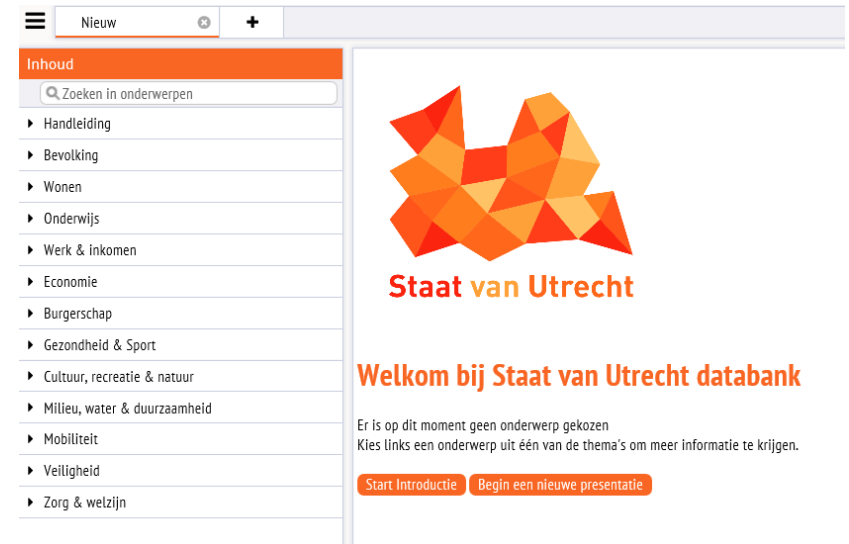 Nieuw
Inhoud
Zoeken in onderwerpen
Handleiding
Bevolking
Wonen
Onderwijs
Werk & inkomen
Economie
Burgerschap
Gezondheid & Sport
Cultuur, recreatie & natuur
Milieu, water & duurzaamheid
Mobiliteit
Veiligheid
Zorg & welzijn
Staat van Utrecht
Welkom bij Staat van Utrecht databank
Er is op dit moment geen onderwerp gekozen
Kies links een onderwerp uit één van de thema's om meer informatie te krijgen.
Start Introductie Begin een nieuwe presentatie